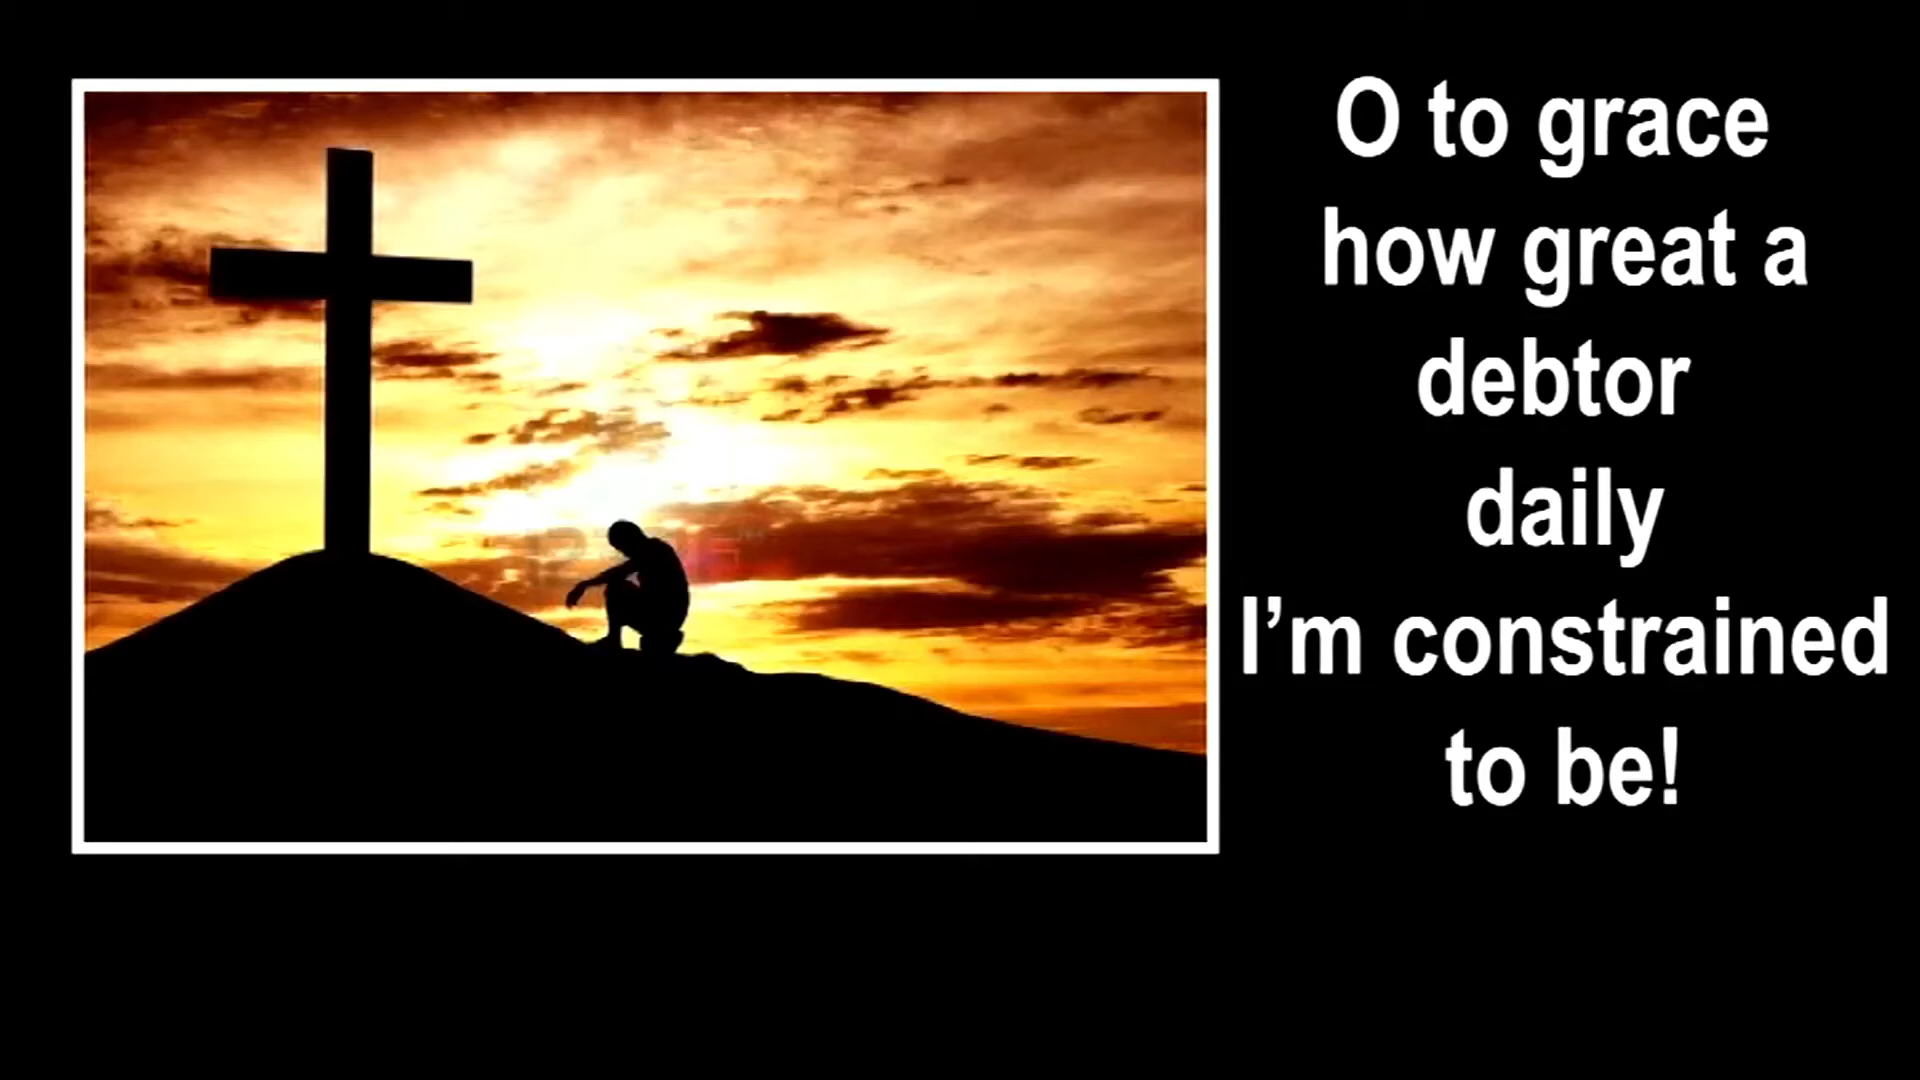 O to grace
how great a
debtor
daily
I’m constrained
to be!